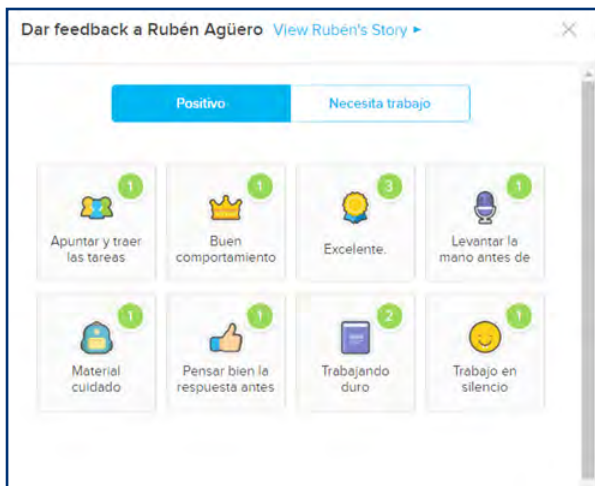 Dar feedback a Rubén Agüero View Rubén's Story ▸
Positivo Necesita trabajo
1 1 3 1
Apuntar y traer
las tareas
Buen
comportamiento
Excelente.
Levantar la
mano antes de
1 1 2 1
Material
cuidado
Pensar bien la
respuesta antes
Trabajando
duro
Trabajo en
silencio